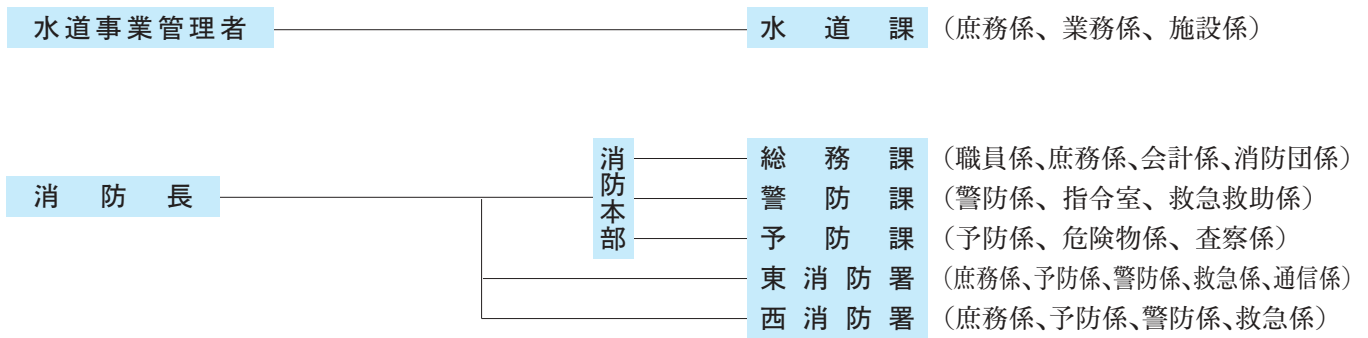 水道事業管理者 水道課 (庶務係、業務係、施設係)
消防長
消防本部
総務課 (職員係、庶務係、会計係、消防団係)
警防課 (警防係、指令室、救急救助係)
予防課 (予防係、危険物係、査察係)
東消防署 (庶務係、予防係、警防係、救急係、通信係)
西消防署 (庶務係、予防係、警防係、救急係)